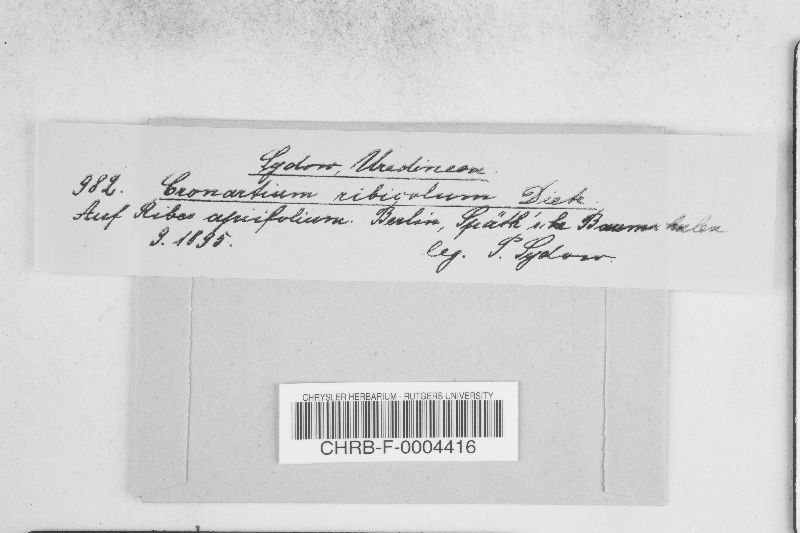 Sydow, Uredineen.
982. Cronartium ribicolum Dietr.
Auf Ribes apiifolium. Berlin, Späth'sche Baumschulen
9. 1895. leg. P. Sydow.
CHRYSLER HERBARIUM - RUTGERS UNIVERSITY
CHRB-F-0004416